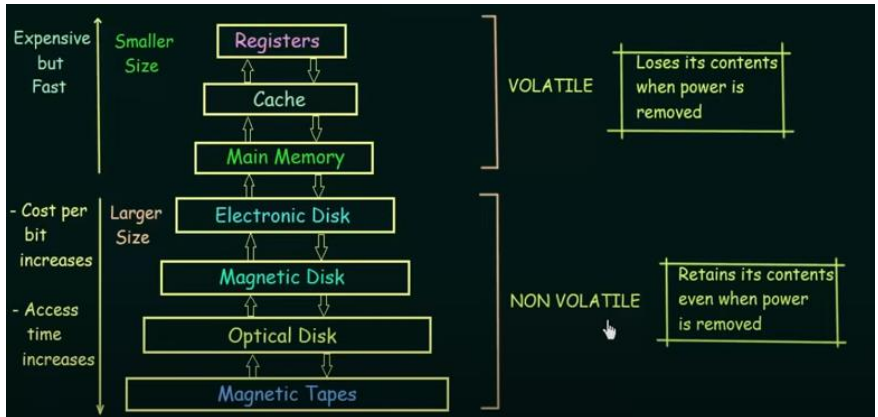 Expensive
but
Fast
Smaller
Size
Registers
Cache
Main Memory
VOLATILE
Loses its contents
when power is
removed
- Cost per
bit
increases
- Access
time
increases
Larger
Size
Electronic Disk
Magnetic Disk
Optical Disk
Magnetic Tapes
NON VOLATILE
Retains its contents
even when power
is removed